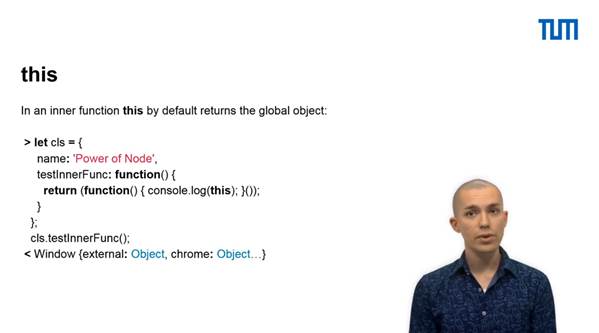 TUM
this
In an inner function this by default returns the global object:
> let cls = {
name: 'Power of Node',
testInnerFunc: function() {
return (function() { console.log(this); }());
}
};
cls.testInnerFunc();
< Window {external: Object, chrome: Object…}